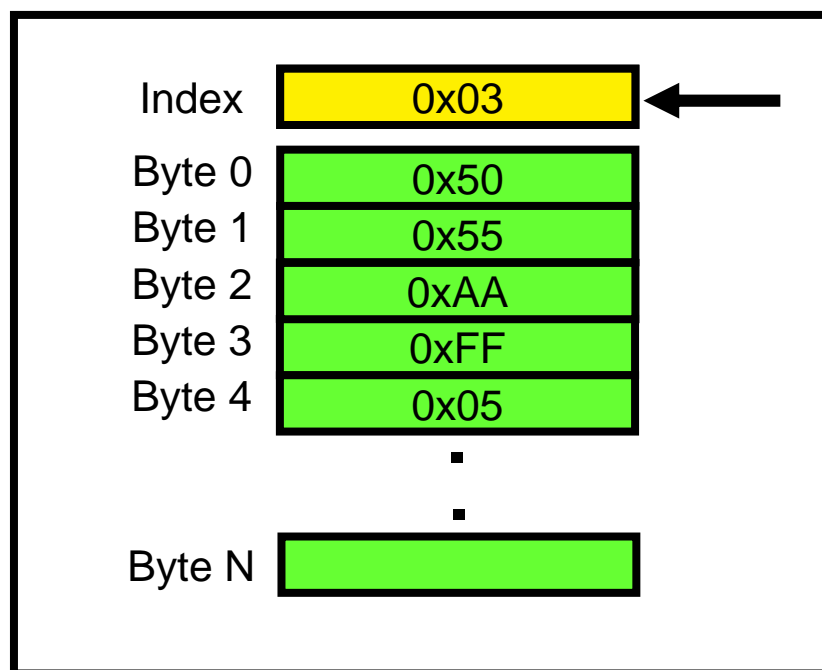 Index 0x03
Byte 0 0x50
Byte 1 0x55
Byte 2 0xAA
Byte 3 0xFF
Byte 4 0x05
Byte N